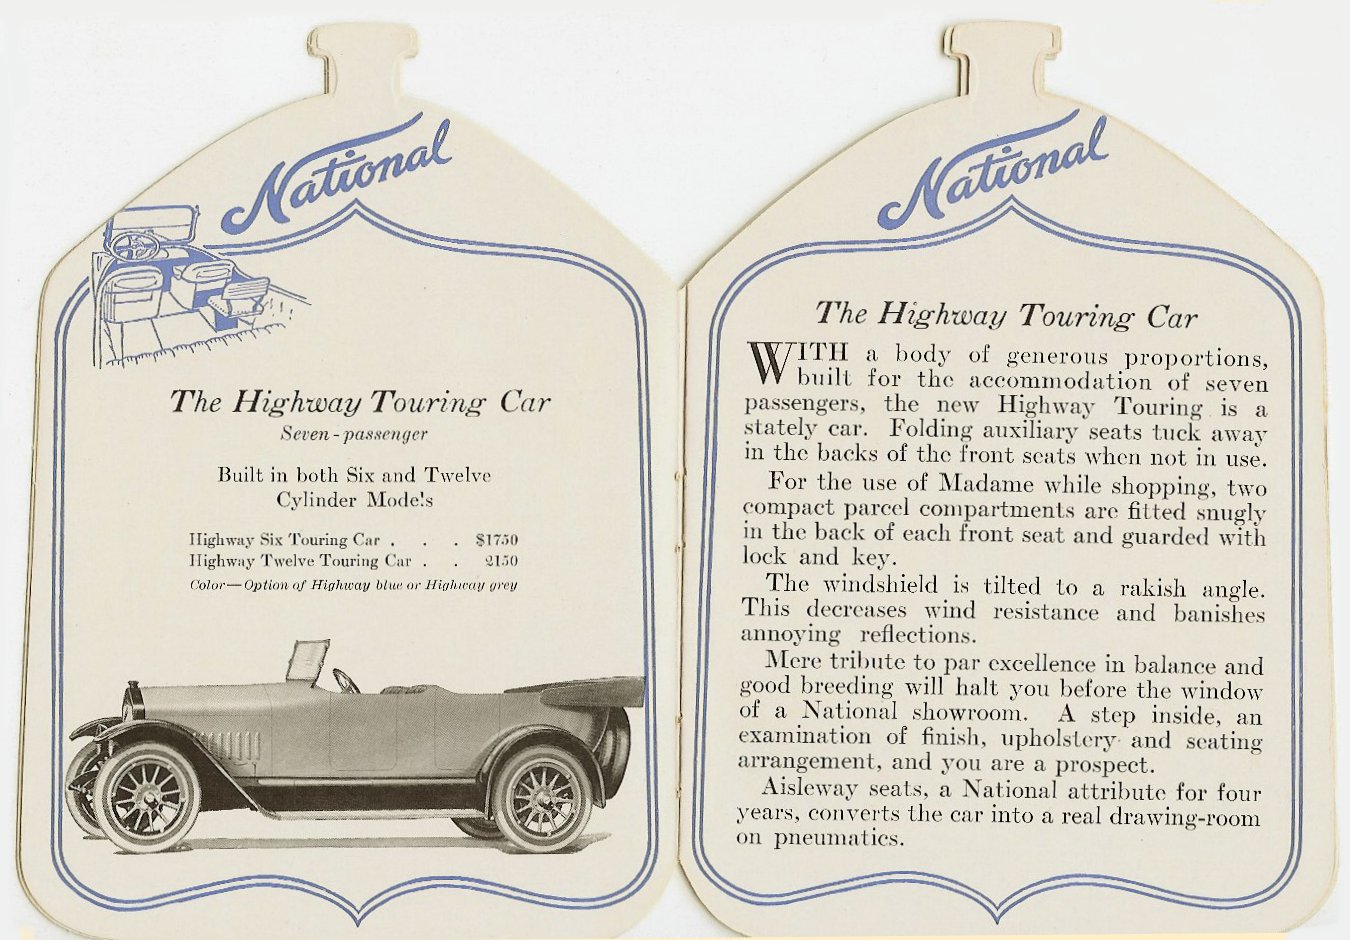 National
The Highway Touring Car
Seven-passenger
Built in both Six and Twelve
Cylinder Models
Highway Six Touring Car . . . $1750
Highway Twelve Touring Car . . 2150
Color—Option of Highway blue or Highway grey
National
The Highway Touring Car
WITH a body of generous proportions,
built for the accommodation of seven
passengers, the new Highway Touring is a
stately car. Folding auxiliary seats tuck away
in the backs of the front seats when not in use.
For the use of Madame while shopping, two
compact parcel compartments are fitted snugly
in the back of each front seat and guarded with
lock and key.
The windshield is tilted to a rakish angle.
This decreases wind resistance and banishes
annoying reflections.
Mere tribute to par excellence in balance and
good breeding will halt you before the window
of a National showroom. A step inside, an
examination of finish, upholstery and seating
arrangement, and you are a prospect.
Aisleway seats, a National attribute for four
years, converts the car into a real drawing-room
on pneumatics.